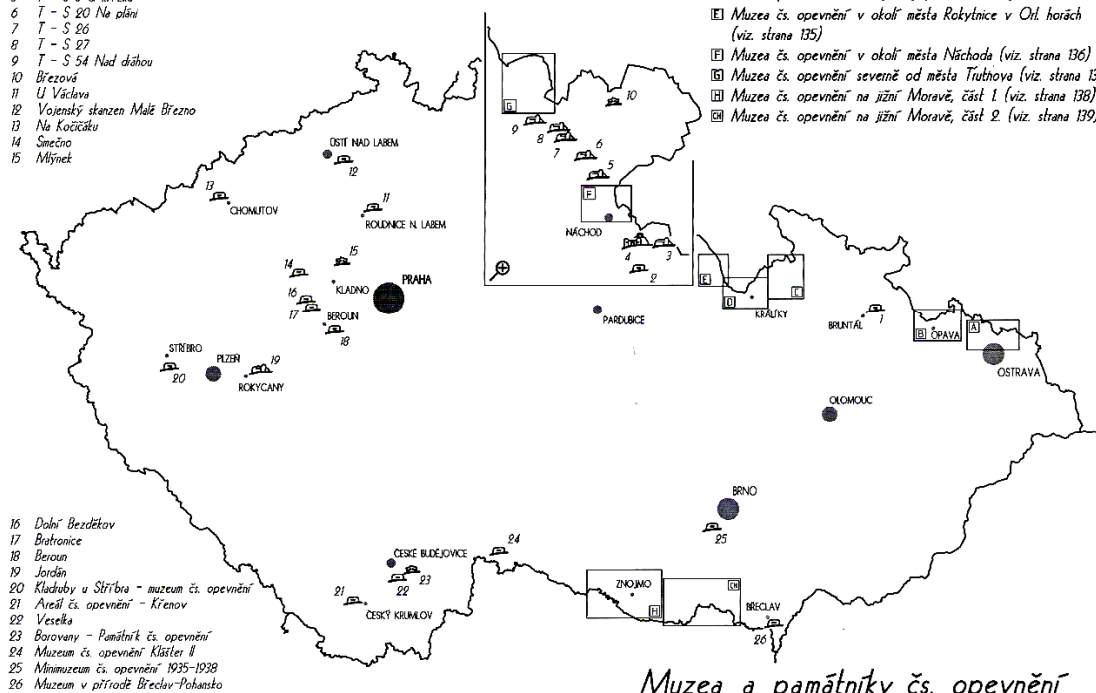 6 T - S 20 Na pláni
7 T - S 26
8 T - S 27
9 T - S 54 Nad dráhou
10 Březová
11 U Václava
12 Vojenský skanzen Malé Březno
13 Na Kočičáku
14 Smečno
15 Mlýnek
E Muzea čs. opevnění v okolí města Rokytnice v Orl. horách
(viz. strana 135)
F Muzea čs. opevnění v okolí města Náchoda (viz. strana 136)
G Muzea čs. opevnění severně od města Trutnova (viz. strana 13
H Muzea čs. opevnění na jižní Moravě, část 1. (viz. strana 138)
CH Muzea čs. opevnění na jižní Moravě, část 2. (viz. strana 139)
G
10
9
8
7
6
5
F
NÁCHOD
4
3
2
ÚSTÍ NAD LABEM
12
13
CHOMUTOV
11
ROUDNICE N. LABEM
14
15
KLADNO
PRAHA
16
17
BEROUN
18
STŘÍBRO
20
PLZEŇ
19
ROKYCANY
PARDUBICE
E
D
C
KRÁLÍKY
BRUNTÁL
1
B
OPAVA
A
OSTRAVA
OLOMOUC
BRNO
25
24
ČESKÉ BUDĚJOVICE
23
22
21
ČESKÝ KRUMLOV
ZNOJMO
H
CH
BŘECLAV
26
16 Dolní Bezděkov
17 Bratronice
18 Beroun
19 Jordán
20 Kladruby u Stříbra - muzeum čs. opevnění
21 Areál čs. opevnění - Křenov
22 Veselka
23 Borovany - Památník čs. opevnění
24 Muzeum čs. opevnění Klášter II
25 Minimuzeum čs. opevnění 1935-1938
26 Muzeum v přírodě Břeclav-Pohansko
Muzea a památníky čs. opevnění